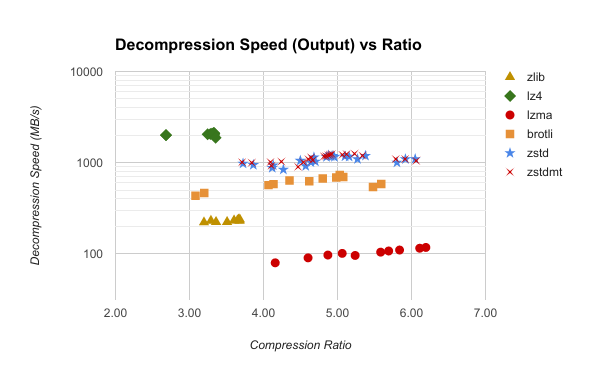 Decompression Speed (Output) vs Ratio
Decompression Speed (MB/s)
10000
1000
100
2.00 3.00 4.00 5.00 6.00 7.00
Compression Ratio
zlib
lz4
lzma
brotli
zstd
zstdmt